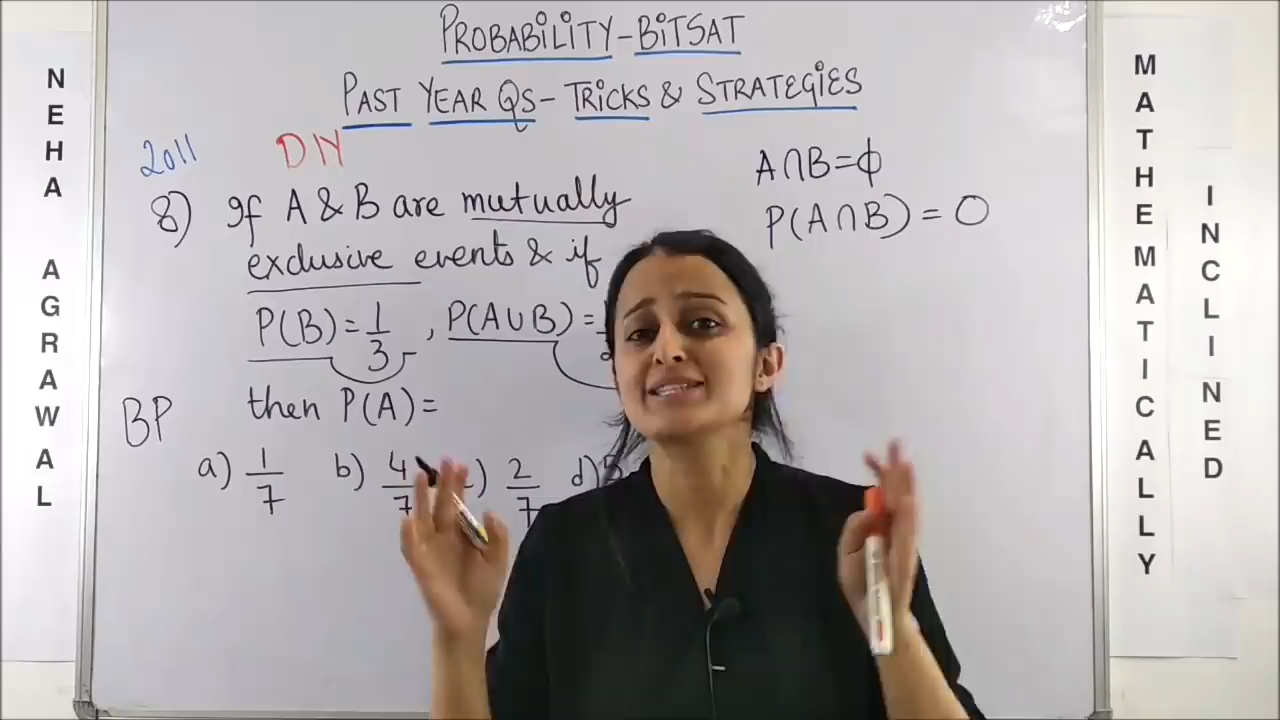 PROBABILITY-BITSAT
PAST YEAR QS- TRICKS & STRATEGIES
2011 DIY
8) If A & B are mutually
exclusive events & if
P(B)=1/3, P(A∪B)=
then P(A)=
BP
a) 1/7 b) 4/7 c) 2/7 d)
A∩B=ϕ
P(A∩B)=0
NEHA AGRAWAL
MATHEMATICALLY
INCLINED